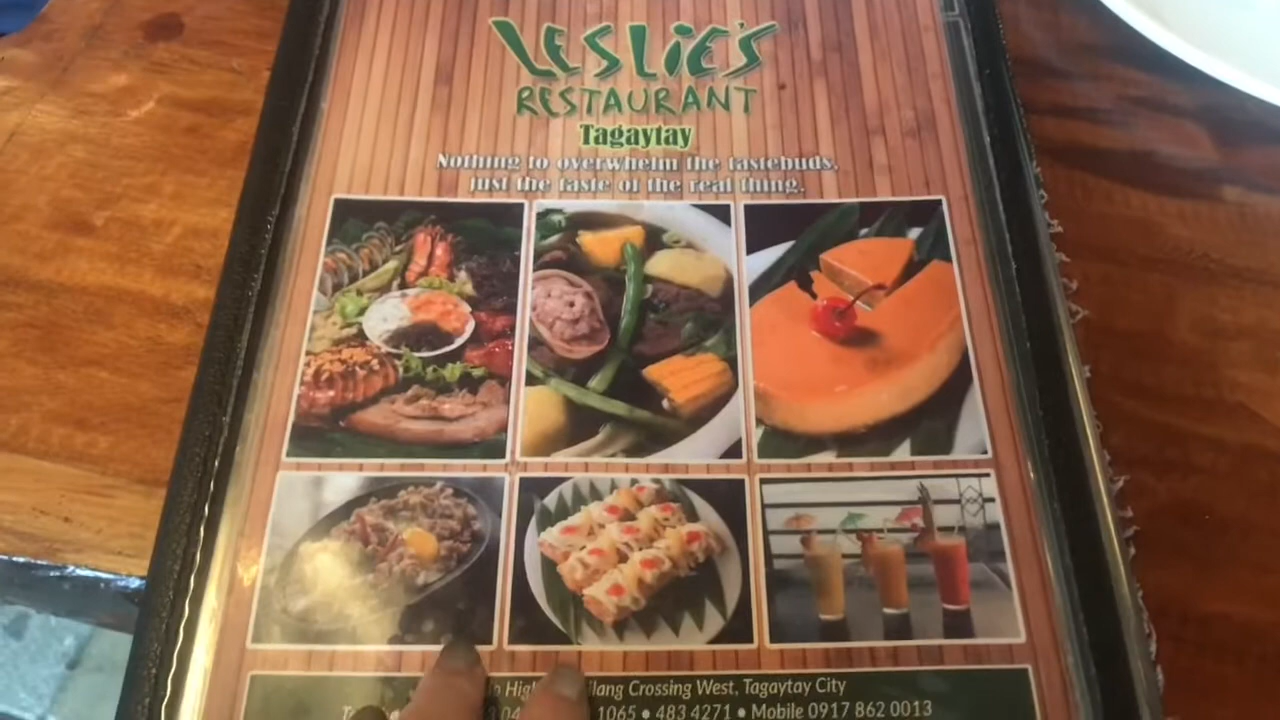 LESLIE'S
RESTAURANT
Tagaytay
Nothing to overwhelm the tastebuds,
just the taste of the real thing.
Crossing West, Tagaytay City
1065 • 483 4271 • Mobile 0917 862 0013